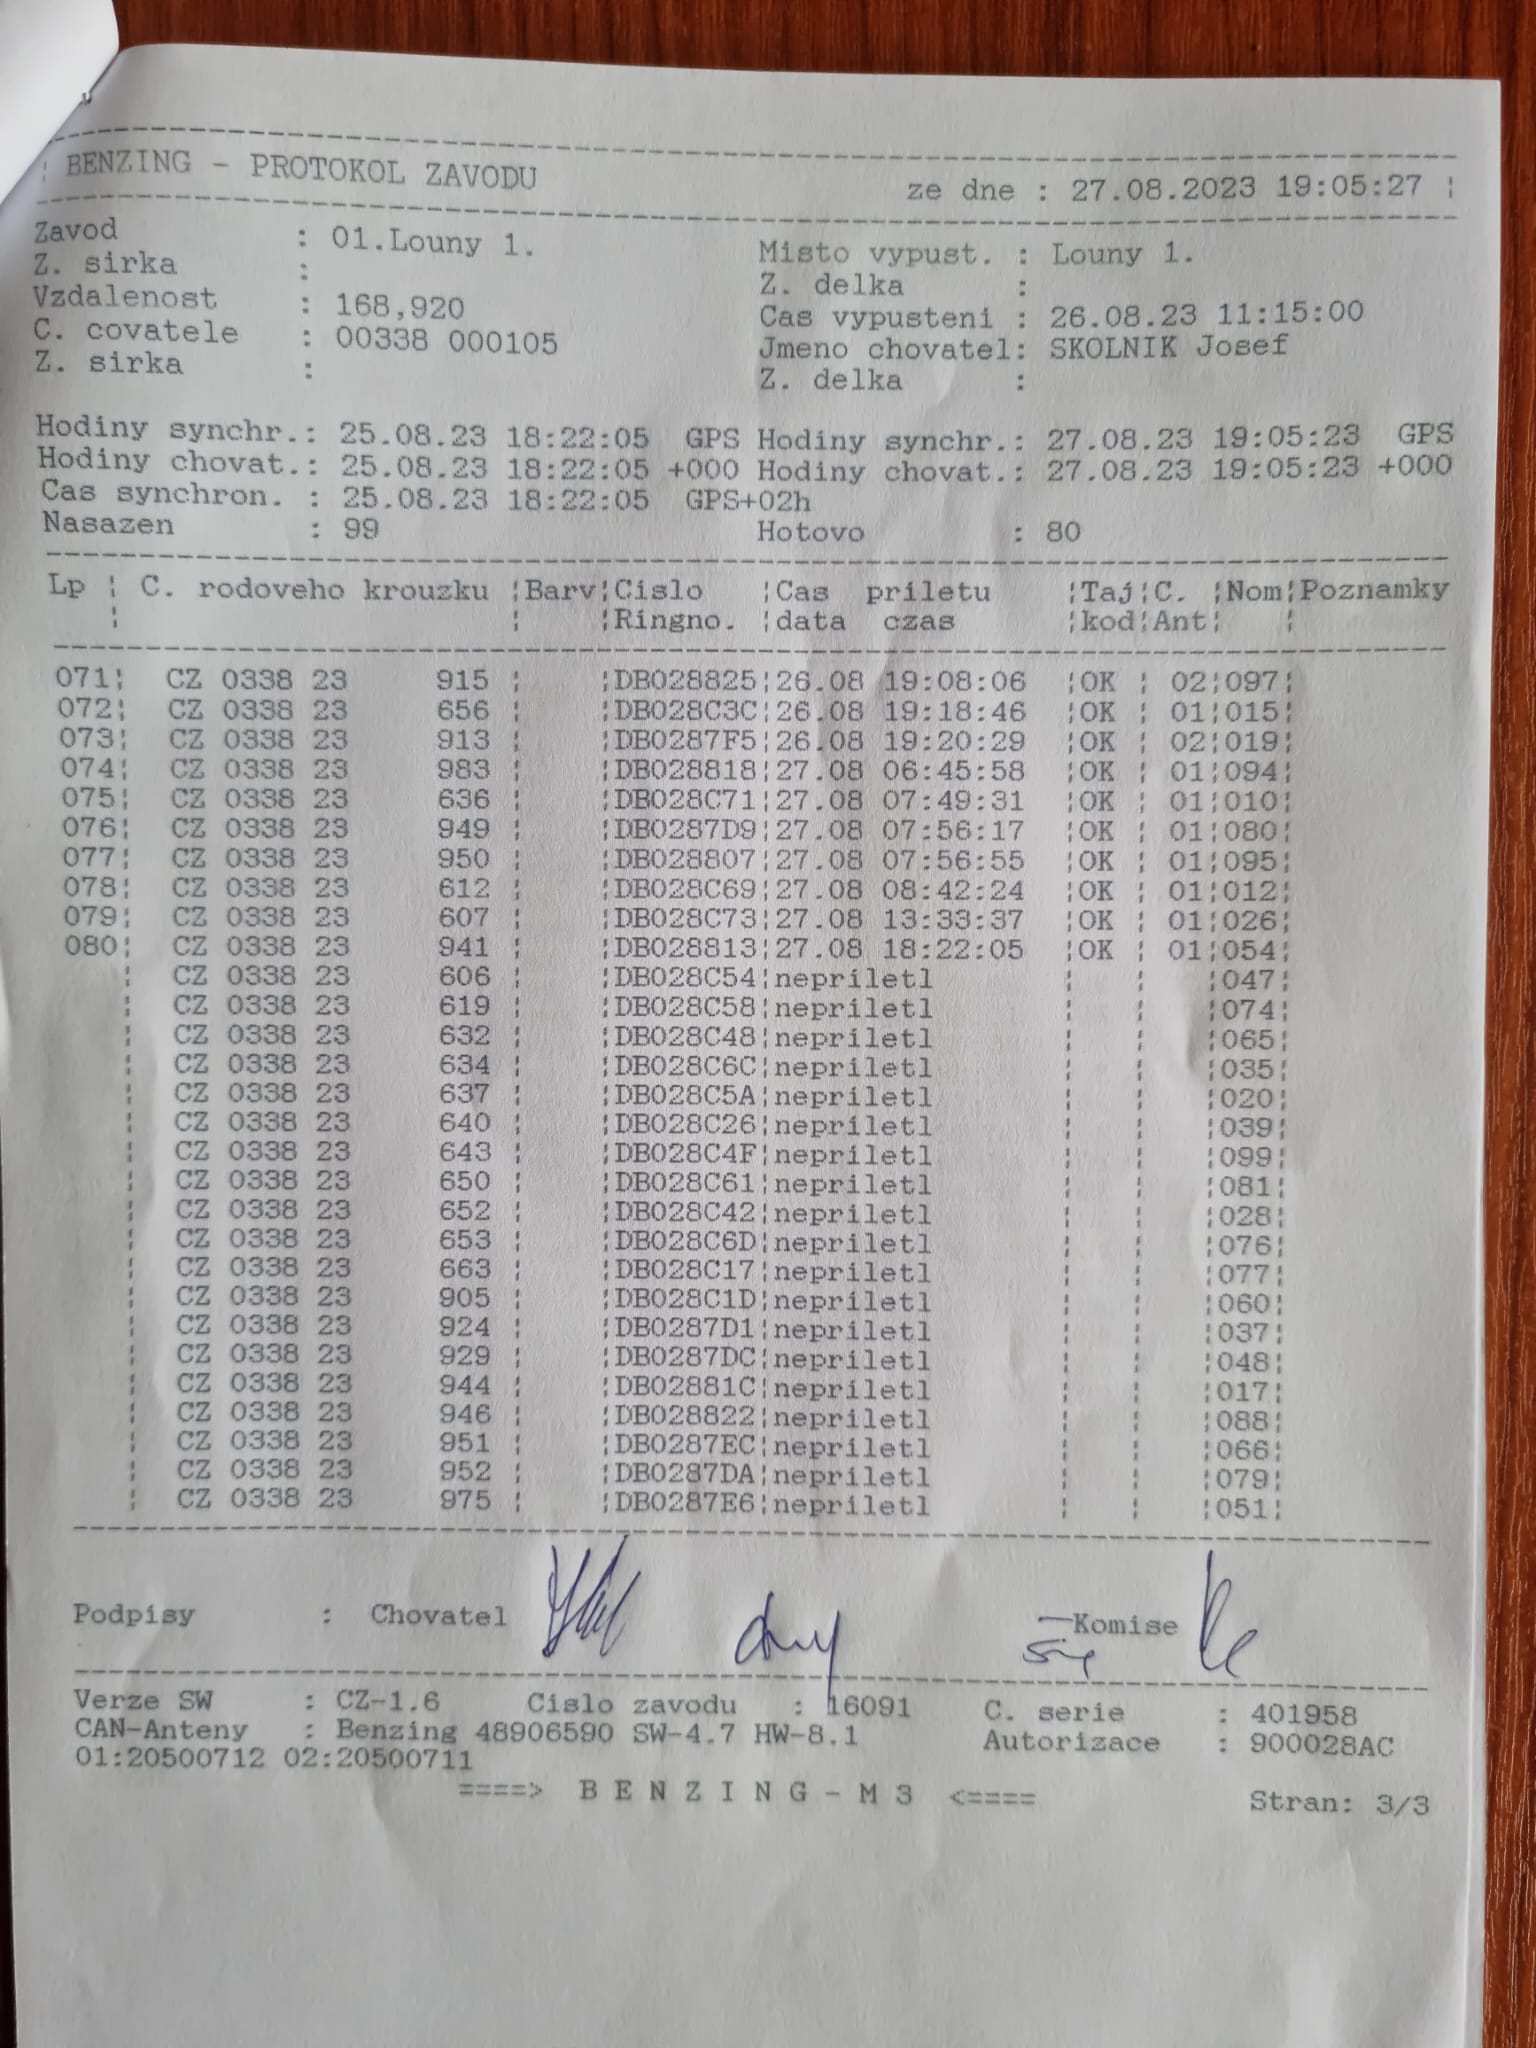 BENZING - PROTOKOL ZAVODU ze dne : 27.08.2023 19:05:27
Zavod : 01.Louny 1. Misto vypust. : Louny 1.
Z. sirka : Z. delka :
Vzdalenost : 168,920 Cas vypusteni : 26.08.23 11:15:00
C. covatele : 00338 000105 Jmeno chovatel: SKOLNIK Josef
Z. sirka : Z. delka :
Hodiny synchr.: 25.08.23 18:22:05 GPS Hodiny synchr.: 27.08.23 19:05:23 GPS
Hodiny chovat.: 25.08.23 18:22:05 +000 Hodiny chovat.: 27.08.23 19:05:23 +000
Cas synchron. : 25.08.23 18:22:05 GPS+02h
Nasazen : 99 Hotovo : 80
Lp ¦ C. rodoveho krouzku ¦Barv¦Cislo ¦Cas priletu ¦Taj¦C. ¦Nom¦Poznamky
¦ ¦ ¦Ringno. ¦data czas ¦kod¦Ant¦ ¦
071¦ CZ 0338 23 915 ¦ ¦DB028825¦26.08 19:08:06 ¦OK ¦ 02¦097¦
072¦ CZ 0338 23 656 ¦ ¦DB028C3C¦26.08 19:18:46 ¦OK ¦ 01¦015¦
073¦ CZ 0338 23 913 ¦ ¦DB0287F5¦26.08 19:20:29 ¦OK ¦ 02¦019¦
074¦ CZ 0338 23 983 ¦ ¦DB028818¦27.08 06:45:58 ¦OK ¦ 01¦094¦
075¦ CZ 0338 23 636 ¦ ¦DB028C71¦27.08 07:49:31 ¦OK ¦ 01¦010¦
076¦ CZ 0338 23 949 ¦ ¦DB0287D9¦27.08 07:56:17 ¦OK ¦ 01¦080¦
077¦ CZ 0338 23 950 ¦ ¦DB028807¦27.08 07:56:55 ¦OK ¦ 01¦095¦
078¦ CZ 0338 23 612 ¦ ¦DB028C69¦27.08 08:42:24 ¦OK ¦ 01¦012¦
079¦ CZ 0338 23 607 ¦ ¦DB028C73¦27.08 13:33:37 ¦OK ¦ 01¦026¦
080¦ CZ 0338 23 941 ¦ ¦DB028813¦27.08 18:22:05 ¦OK ¦ 01¦054¦
¦ CZ 0338 23 606 ¦ ¦DB028C54¦nepriletl ¦ ¦ ¦047¦
¦ CZ 0338 23 619 ¦ ¦DB028C58¦nepriletl ¦ ¦ ¦074¦
¦ CZ 0338 23 632 ¦ ¦DB028C48¦nepriletl ¦ ¦ ¦065¦
¦ CZ 0338 23 634 ¦ ¦DB028C6C¦nepriletl ¦ ¦ ¦035¦
¦ CZ 0338 23 637 ¦ ¦DB028C5A¦nepriletl ¦ ¦ ¦020¦
¦ CZ 0338 23 640 ¦ ¦DB028C26¦nepriletl ¦ ¦ ¦039¦
¦ CZ 0338 23 643 ¦ ¦DB028C4F¦nepriletl ¦ ¦ ¦099¦
¦ CZ 0338 23 650 ¦ ¦DB028C61¦nepriletl ¦ ¦ ¦081¦
¦ CZ 0338 23 652 ¦ ¦DB028C42¦nepriletl ¦ ¦ ¦028¦
¦ CZ 0338 23 653 ¦ ¦DB028C6D¦nepriletl ¦ ¦ ¦076¦
¦ CZ 0338 23 663 ¦ ¦DB028C17¦nepriletl ¦ ¦ ¦077¦
¦ CZ 0338 23 905 ¦ ¦DB028C1D¦nepriletl ¦ ¦ ¦060¦
¦ CZ 0338 23 924 ¦ ¦DB0287D1¦nepriletl ¦ ¦ ¦037¦
¦ CZ 0338 23 929 ¦ ¦DB0287DC¦nepriletl ¦ ¦ ¦048¦
¦ CZ 0338 23 944 ¦ ¦DB02881C¦nepriletl ¦ ¦ ¦017¦
¦ CZ 0338 23 946 ¦ ¦DB028822¦nepriletl ¦ ¦ ¦088¦
¦ CZ 0338 23 951 ¦ ¦DB0287EC¦nepriletl ¦ ¦ ¦066¦
¦ CZ 0338 23 952 ¦ ¦DB0287DA¦nepriletl ¦ ¦ ¦079¦
¦ CZ 0338 23 975 ¦ ¦DB0287E6¦nepriletl ¦ ¦ ¦051¦
Podpisy : Chovatel Komise
Verze SW : CZ-1.6 Cislo zavodu : 16091 C. serie : 401958
CAN-Anteny : Benzing 48906590 SW-4.7 HW-8.1 Autorizace : 900028AC
01:20500712 02:20500711
====> B E N Z I N G - M 3 <==== Stran: 3/3